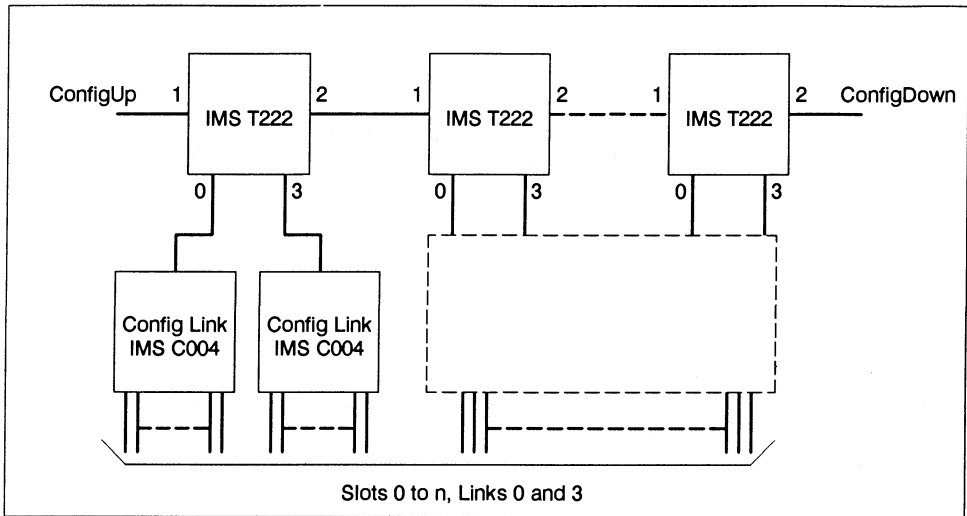 ConfigUp 1 IMS T222 2 1 IMS T222 2 1 IMS T222 2 ConfigDown
0 3 0 3 0 3
Config Link
IMS C004
Config Link
IMS C004
Slots 0 to n, Links 0 and 3